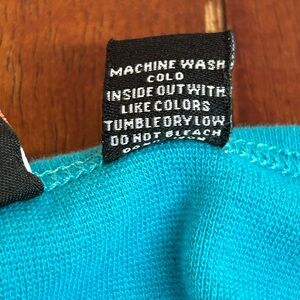 MACHINE WASH
COLD
INSIDE OUT WITH
LIKE COLORS
TUMBLE DRY LOW
DO NOT BLEACH